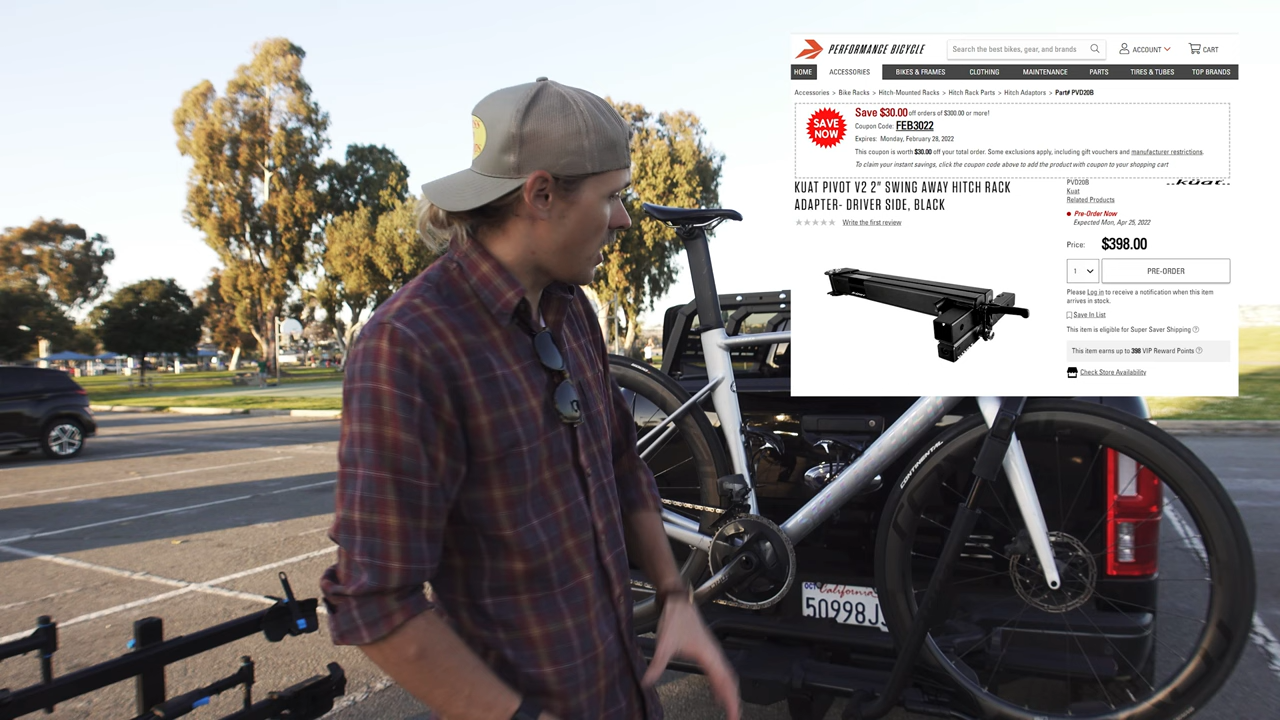 PERFORMANCE BICYCLE
Search the best bikes, gear, and brands
ACCOUNT
CART
HOME
ACCESSORIES
BIKES & FRAMES
CLOTHING
MAINTENANCE
PARTS
TIRES & TUBES
TOP BRANDS
Accessories > Bike Racks > Hitch-Mounted Racks > Hitch Rack Parts > Hitch Adaptors > Part# PVD20B
SAVE
NOW
Save $30.00 off orders of $300.00 or more!
Coupon Code: FEB3022
Expires: Monday, February 28, 2022
This coupon is worth $30.00 off your total order. Some exclusions apply, including gift vouchers and manufacturer restrictions.
To claim your instant savings, click the coupon code above to add the product with coupon to your shopping cart
KUAT PIVOT V2 2" SWING AWAY HITCH RACK
ADAPTER- DRIVER SIDE, BLACK
Write the first review
PVD20B
Kuat
Related Products
küat
Pre-Order Now
Expected Mon, Apr 25, 2022
Price: $398.00
1
PRE-ORDER
Please Log in to receive a notification when this item
arrives in stock.
Save In List
This item is eligible for Super Saver Shipping
This item earns up to 398 VIP Reward Points
Check Store Availability
CONTINENTAL
OCT
California
50998J